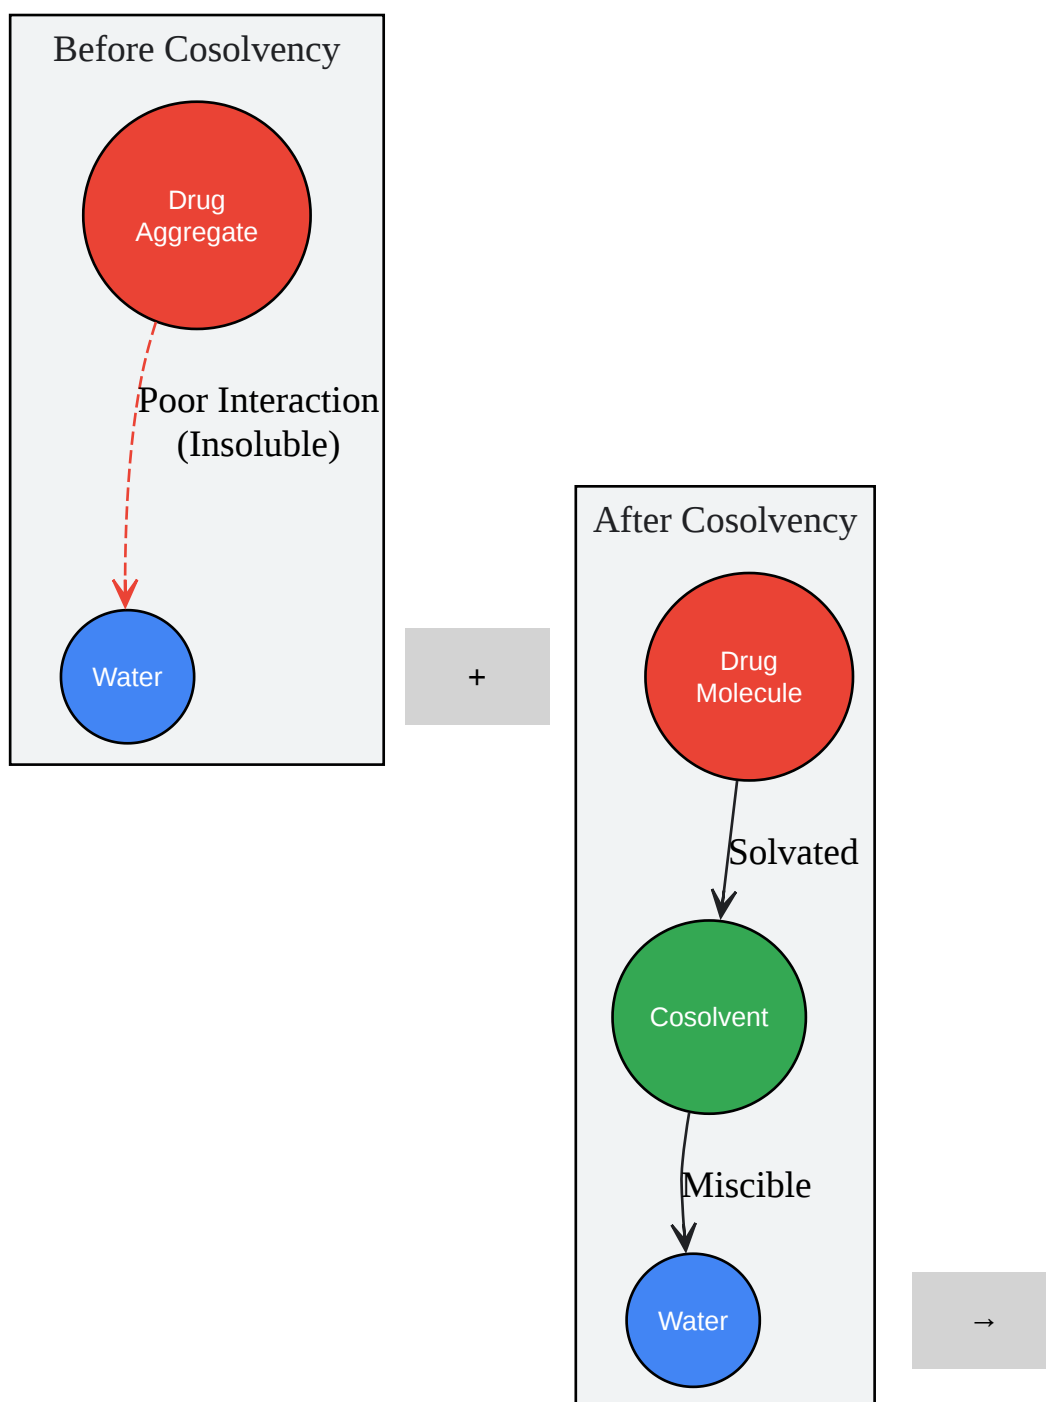 Before Cosolvency
Drug
Aggregate
Poor Interaction
(Insoluble)
Water
+
After Cosolvency
Drug
Molecule
Solvated
Cosolvent
Miscible
Water
→